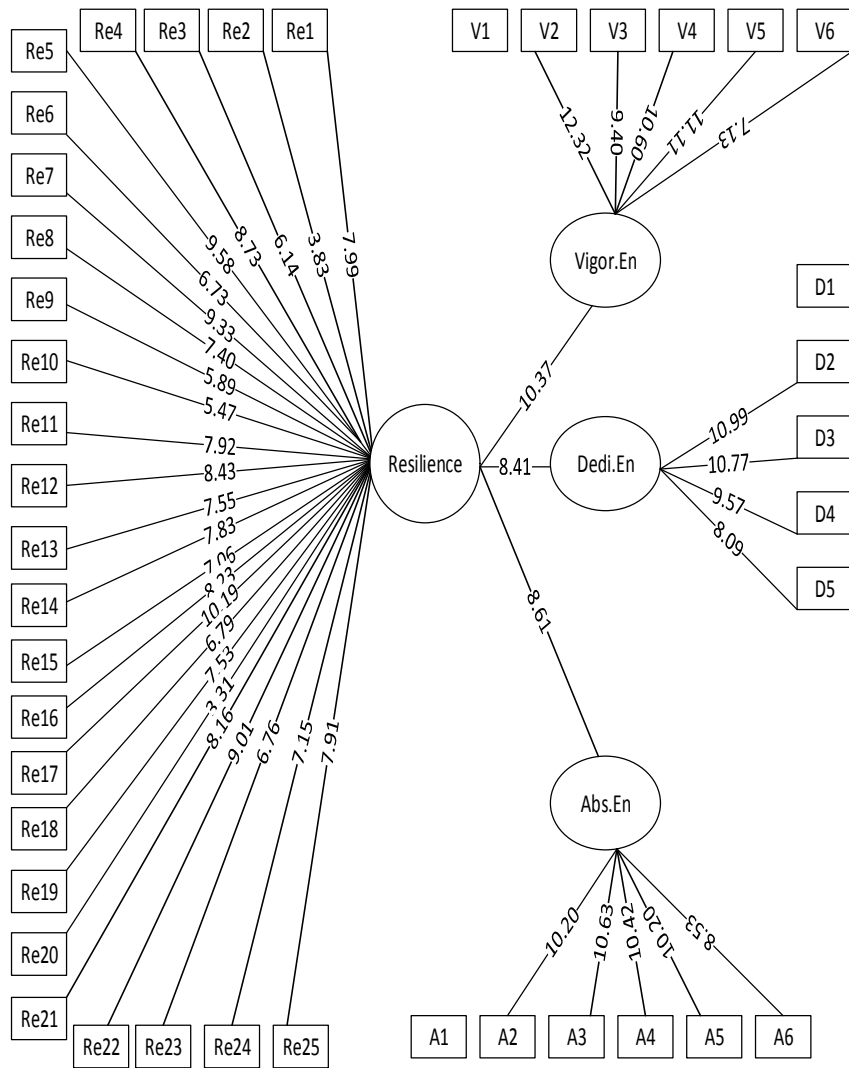 Re4
Re3
Re2
Re1
V1
V2
V3
V4
V5
V6
Re5
Re6
Re7
Re8
Re9
Re10
Re11
Re12
Re13
Re14
Re15
Re16
Re17
Re18
Re19
Re20
Re21
Re22
Re23
Re24
Re25
9.58
8.73
6.14
3.83
7.99
6.73
9.33
7.40
5.89
5.47
7.92
8.43
7.55
7.83
7.06
8.23
10.19
6.79
7.53
3.31
8.16
9.01
6.76
7.15
7.91
Resilience
12.32
9.40
10.60
11.11
7.13
Vigor.En
10.37
8.41
8.61
Dedi.En
D1
D2
D3
D4
D5
10.99
10.77
9.57
8.09
Abs.En
10.20
10.63
10.42
10.20
8.53
A1
A2
A3
A4
A5
A6